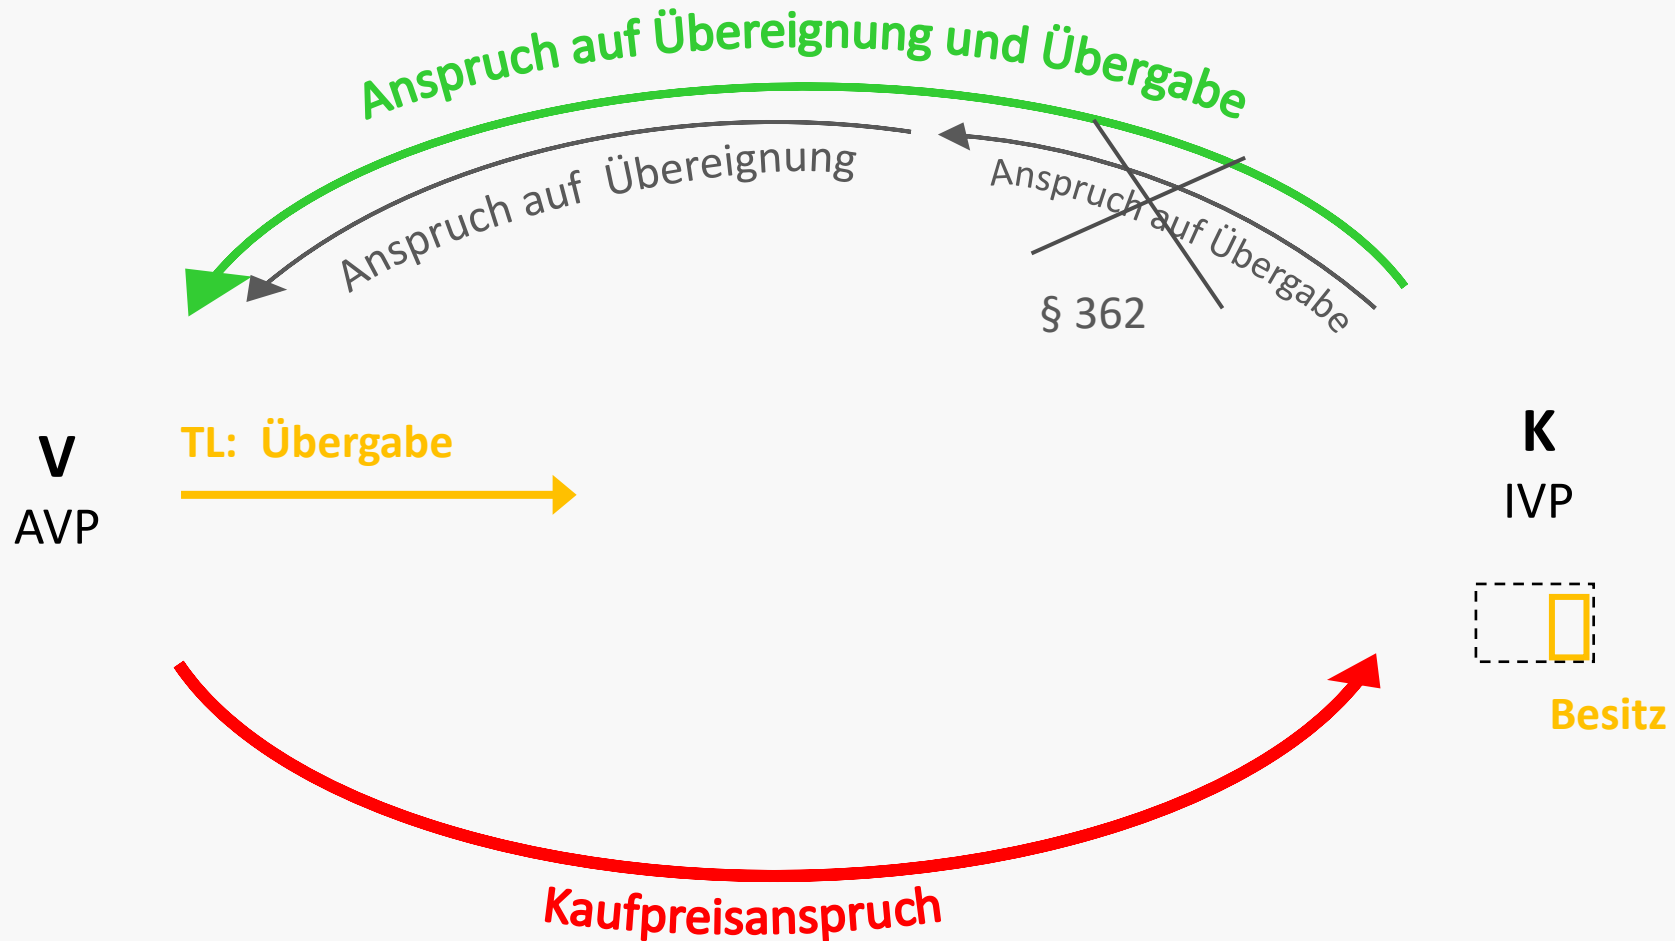 Anspruch auf Übereignung und Übergabe
Anspruch auf Übereignung
Anspruch auf Übergabe
§ 362
V
AVP
TL: Übergabe
K
IVP
Besitz
Kaufpreisanspruch